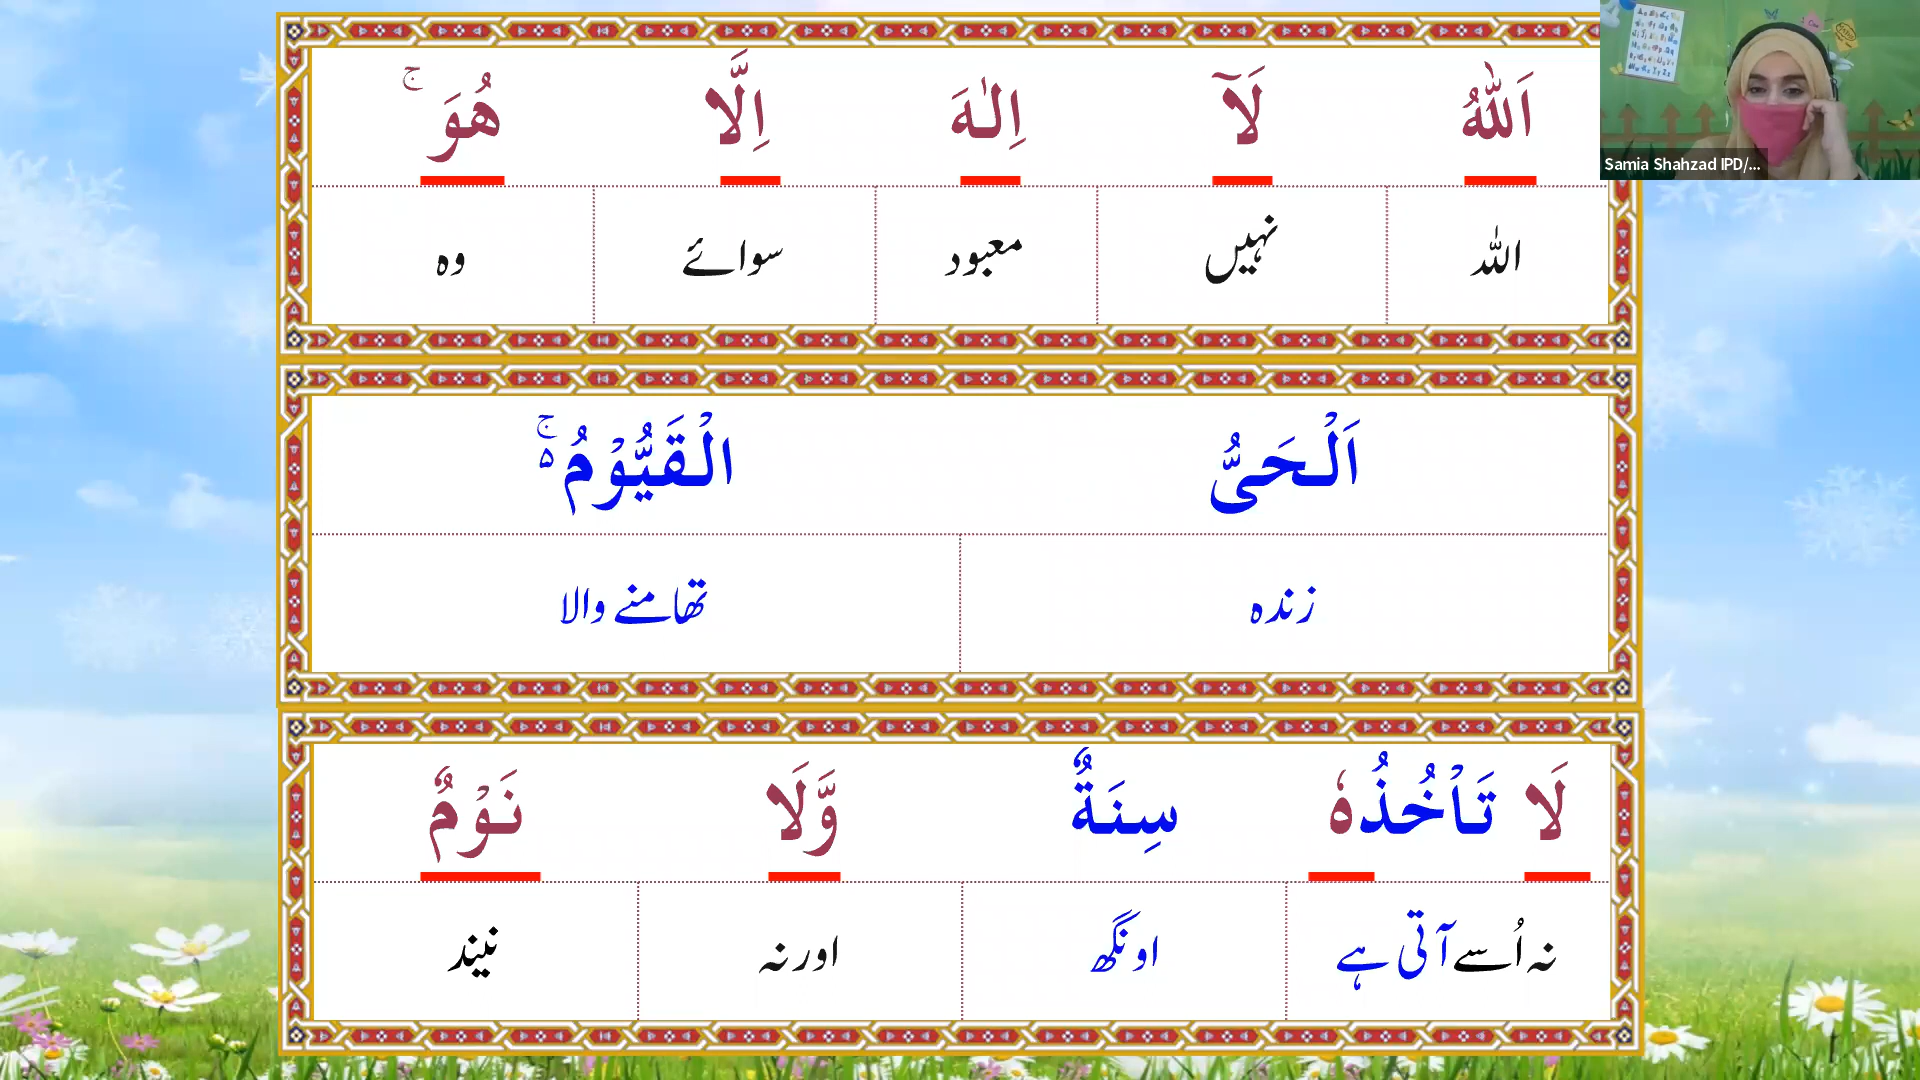 اَللّٰهُ لَاۤ اِلٰهَ اِلَّا هُوَ ۚ
اللہ نہیں معبود سوائے وہ
اَلْحَیُّ الْقَیُّوْمُ ۬ۚ
زندہ تھامنے والا
لَا تَاْخُذُهٗ سِنَةٌ وَّلَا نَوْمٌ
نہ اُسے آتی ہے اونگھ اور نہ نیند
Samia Shahzad IPD/...